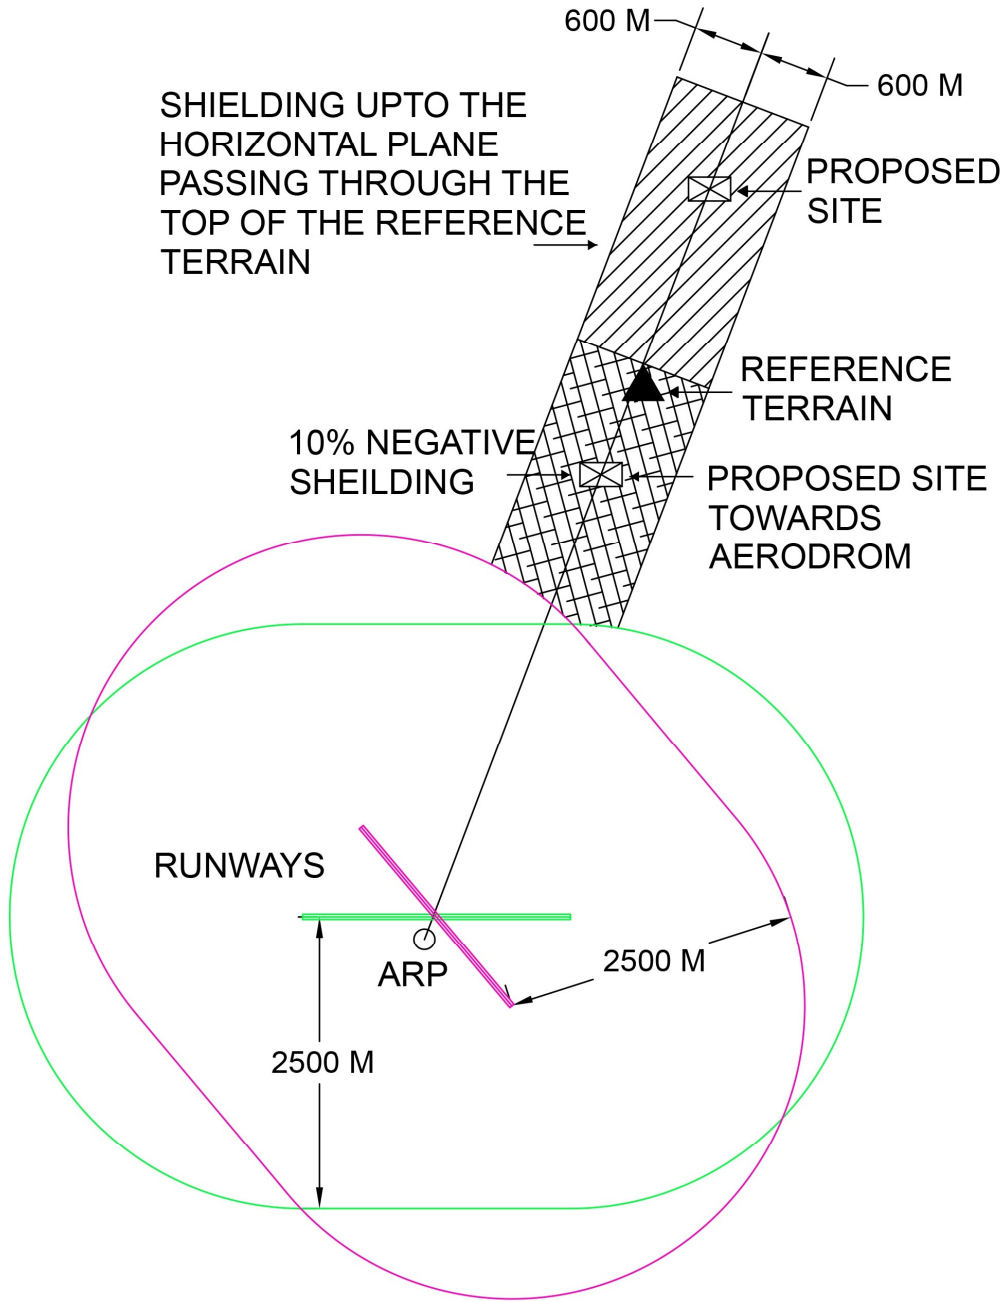 600 M
600 M
SHIELDING UPTO THE
HORIZONTAL PLANE
PASSING THROUGH THE
TOP OF THE REFERENCE
TERRAIN
PROPOSED
SITE
REFERENCE
TERRAIN
10% NEGATIVE
SHEILDING
PROPOSED SITE
TOWARDS
AERODROM
RUNWAYS
ARP
2500 M
2500 M